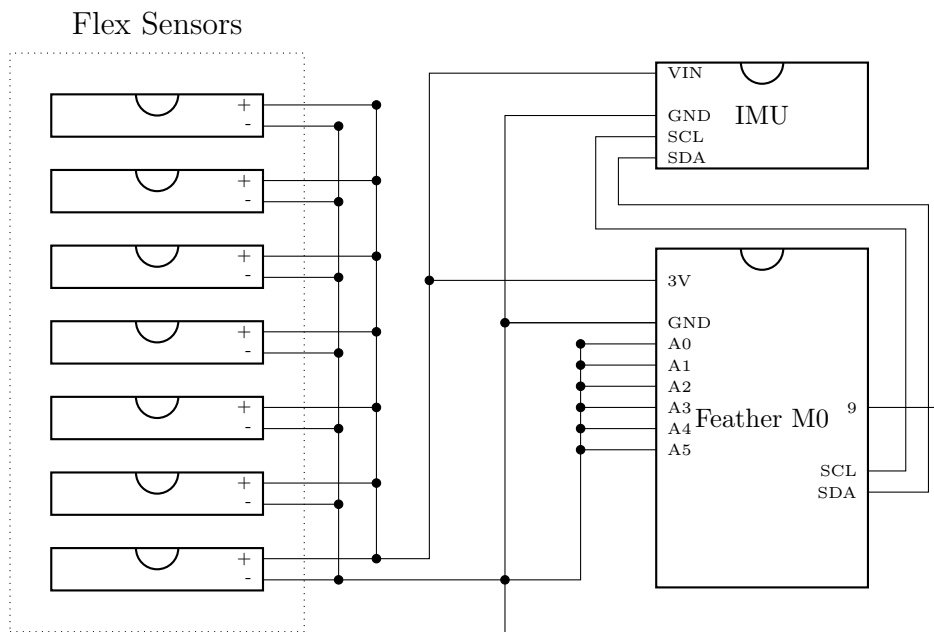 Flex Sensors
+
-
+
-
+
-
+
-
+
-
+
-
+
-
VIN
GND
SCL
SDA
IMU
3V
GND
A0
A1
A2
A3
A4
A5
Feather M0
9
SCL
SDA